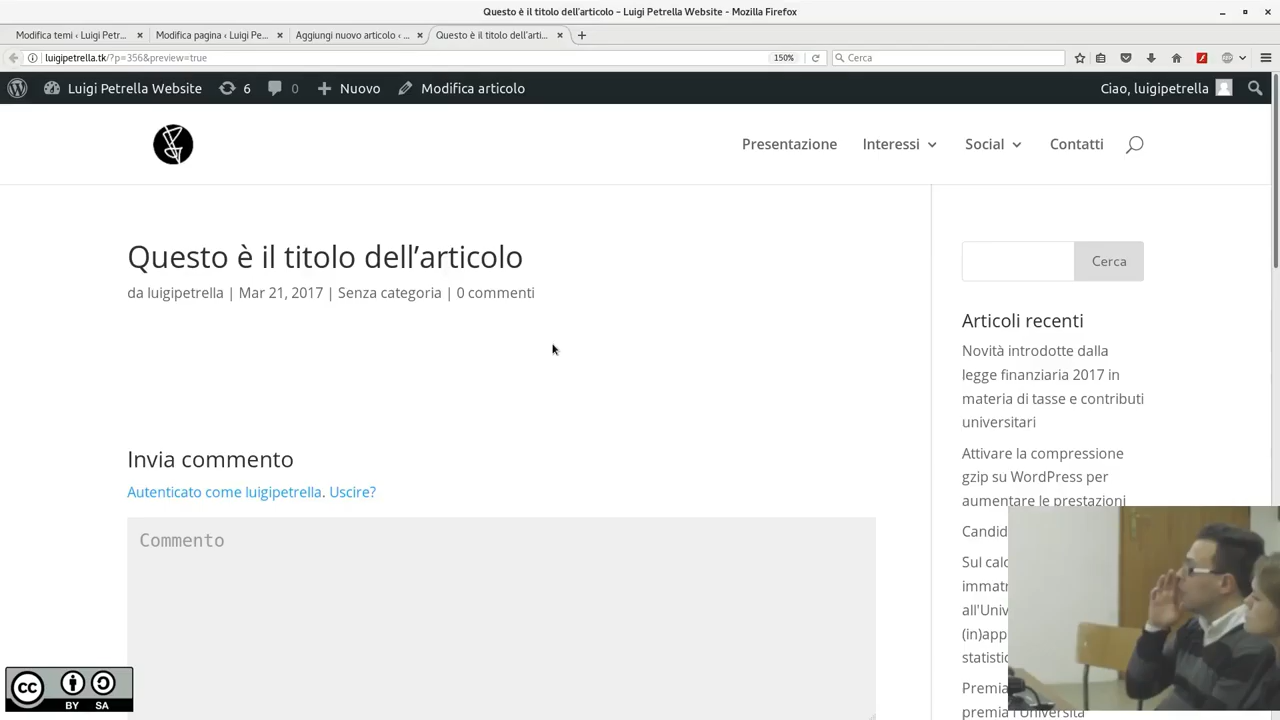 Questo è il titolo dell'articolo – Luigi Petrella Website - Mozilla Firefox
Modifica temi ‹ Luigi Petr... ×
Modifica pagina ‹ Luigi Pe... ×
Aggiungi nuovo articolo ‹ ... ×
Questo è il titolo dell'arti... ×
luigipetrella.tk/?p=356&preview=true
150%
Cerca
Luigi Petrella Website
6
0
Nuovo
Modifica articolo
Ciao, luigipetrella
Presentazione
Interessi
Social
Contatti
Questo è il titolo dell’articolo
da luigipetrella | Mar 21, 2017 | Senza categoria | 0 commenti
Invia commento
Autenticato come luigipetrella. Uscire?
Commento
Cerca
Articoli recenti
Novità introdotte dalla
legge finanziaria 2017 in
materia di tasse e contributi
universitari
Attivare la compressione
gzip su WordPress per
aumentare le prestazioni
Candid
Sul calc
immatr
all'Univ
(in)app
statistic
Premia
premia l'Università
cc
BY SA